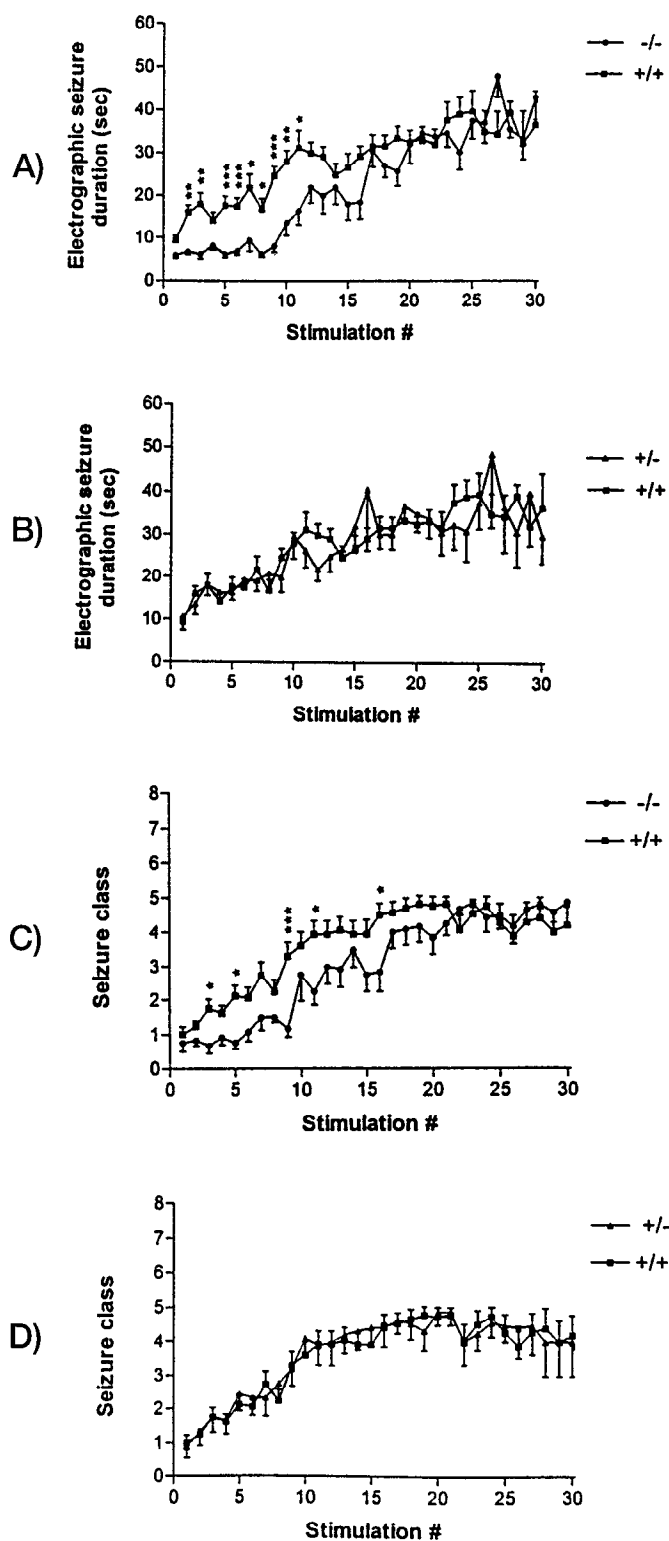 A)
Electrographic seizure
duration (sec)
60
50
40
30
20
10
0
** ** *** *** * * *** ** *
0 5 10 15 20 25 30
Stimulation #
-/-
+/+
B)
Electrographic seizure
duration (sec)
60
50
40
30
20
10
0
0 5 10 15 20 25 30
Stimulation #
+/-
+/+
C)
Seizure class
8
7
6
5
4
3
2
1
0
* * *** * *
0 5 10 15 20 25 30
Stimulation #
-/-
+/+
D)
Seizure class
8
7
6
5
4
3
2
1
0
0 5 10 15 20 25 30
Stimulation #
+/-
+/+